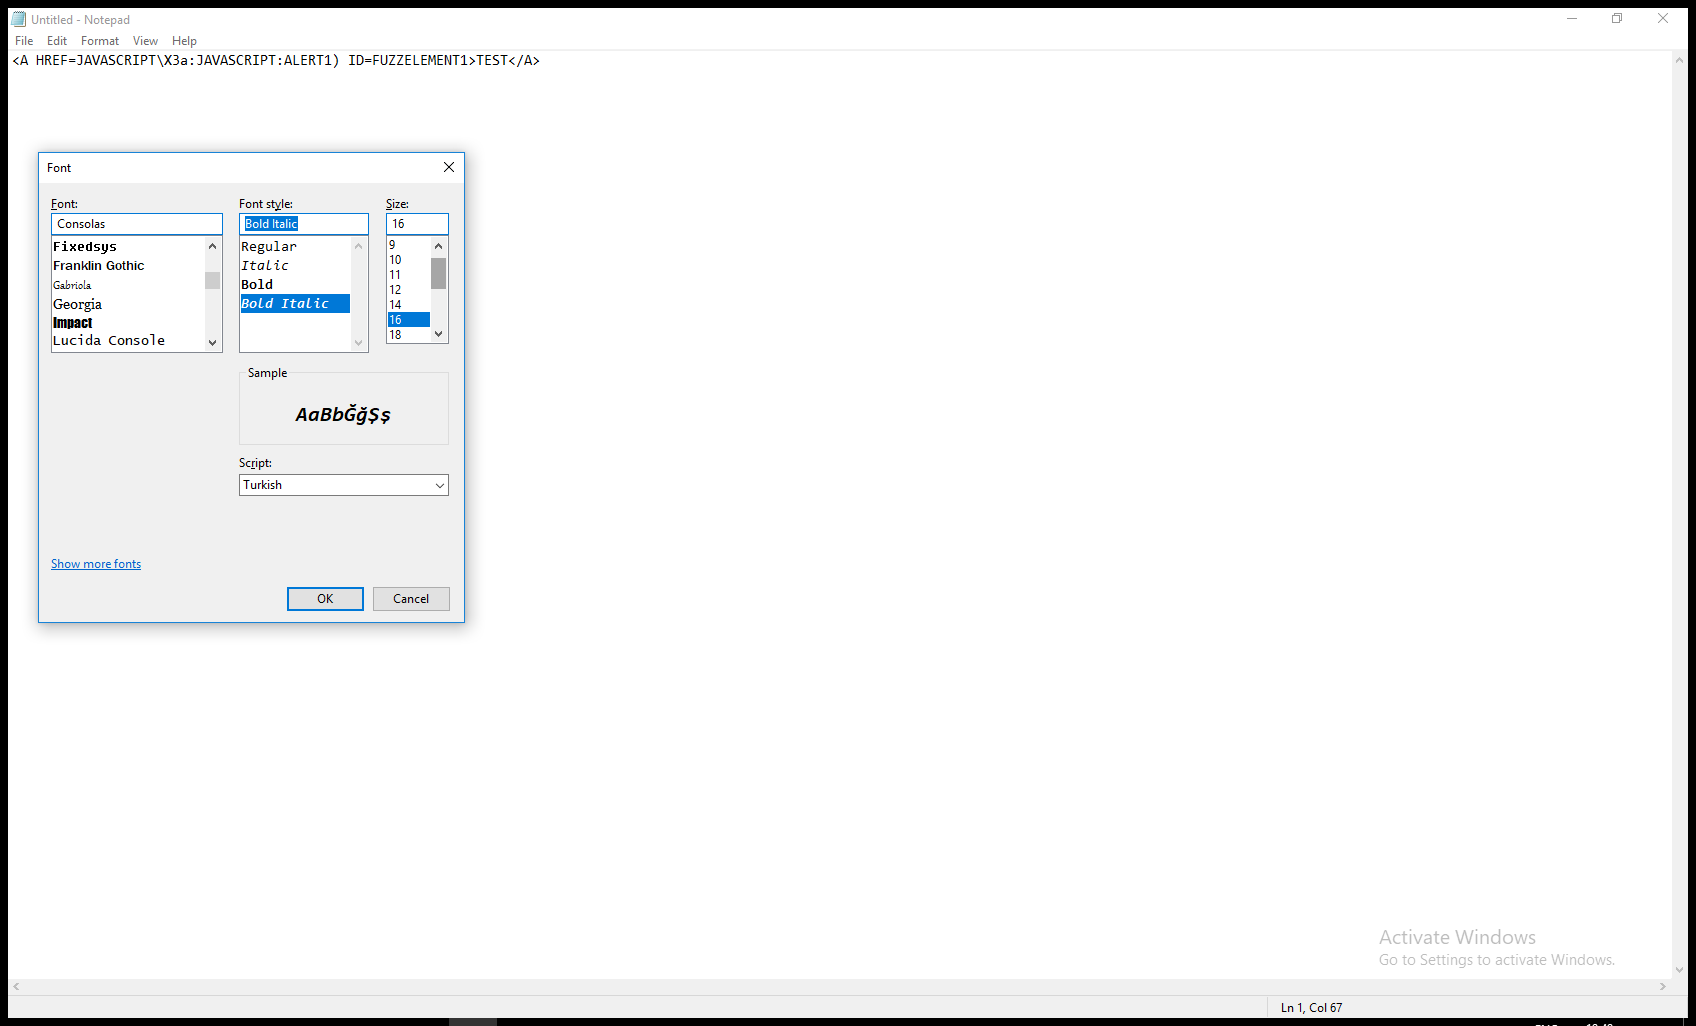 Untitled - Notepad
File Edit Format View Help
<A HREF=JAVASCRIPT\X3a:JAVASCRIPT:ALERT1) ID=FUZZELEMENT1>TEST</A>
Font
Font: Font style: Size:
Consolas Bold Italic 16
Fixedsys Regular 9
Franklin Gothic Italic 10
Gabriola Bold 11
Georgia Bold Italic 12
Impact 14
Lucida Console 16
18
Sample
AaBbĞğŞş
Script:
Turkish
Show more fonts
OK Cancel
Activate Windows
Go to Settings to activate Windows.
Ln 1, Col 67